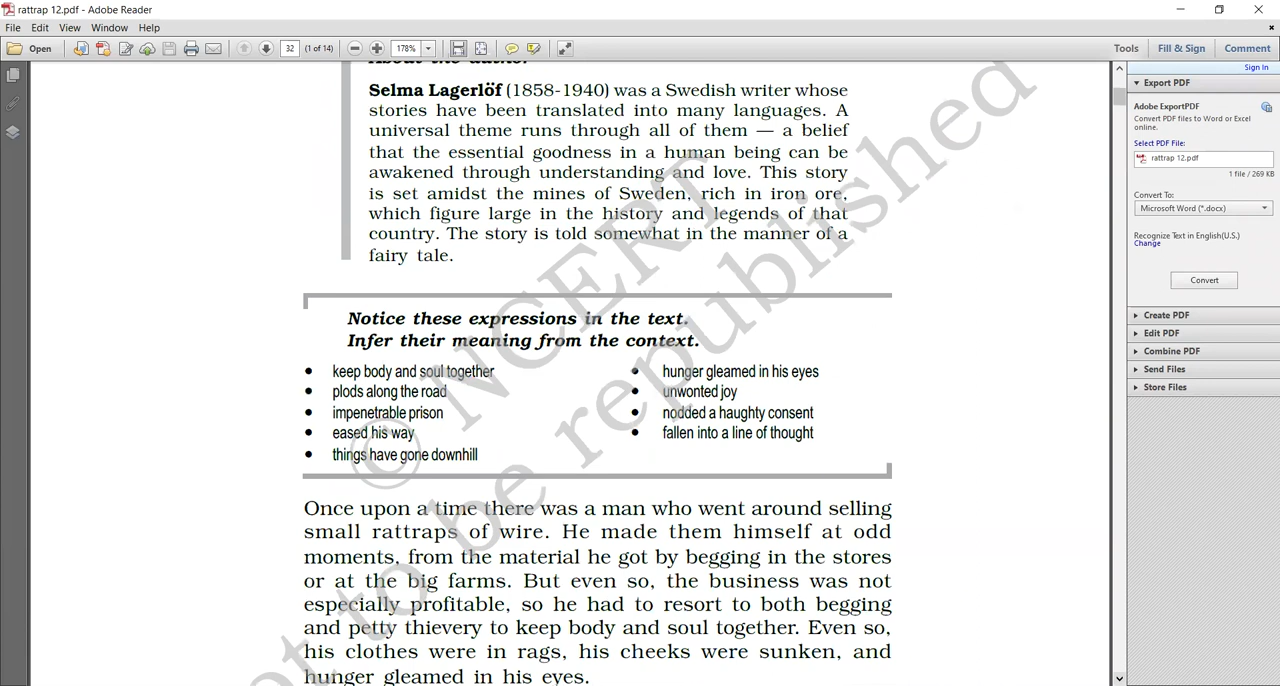 rattrap 12.pdf - Adobe Reader
File Edit View Window Help
Open 32 (1 of 14) 178% Tools Fill & Sign Comment
Sign In
About the author
Selma Lagerlöf (1858-1940) was a Swedish writer whose
stories have been translated into many languages. A
universal theme runs through all of them — a belief
that the essential goodness in a human being can be
awakened through understanding and love. This story
is set amidst the mines of Sweden, rich in iron ore,
which figure large in the history and legends of that
country. The story is told somewhat in the manner of a
fairy tale.
Notice these expressions in the text.
Infer their meaning from the context.
• keep body and soul together
• plods along the road
• impenetrable prison
• eased his way
• things have gone downhill
• hunger gleamed in his eyes
• unwonted joy
• nodded a haughty consent
• fallen into a line of thought
Once upon a time there was a man who went around selling
small rattraps of wire. He made them himself at odd
moments, from the material he got by begging in the stores
or at the big farms. But even so, the business was not
especially profitable, so he had to resort to both begging
and petty thievery to keep body and soul together. Even so,
his clothes were in rags, his cheeks were sunken, and
hunger gleamed in his eyes.
© NCERT
not to be republished
Export PDF
Adobe ExportPDF
Convert PDF files to Word or Excel
online.
Select PDF File:
rattrap 12.pdf
1 file / 269 KB
Convert To:
Microsoft Word (*.docx)
Recognize Text in English(U.S.)
Change
Convert
Create PDF
Edit PDF
Combine PDF
Send Files
Store Files